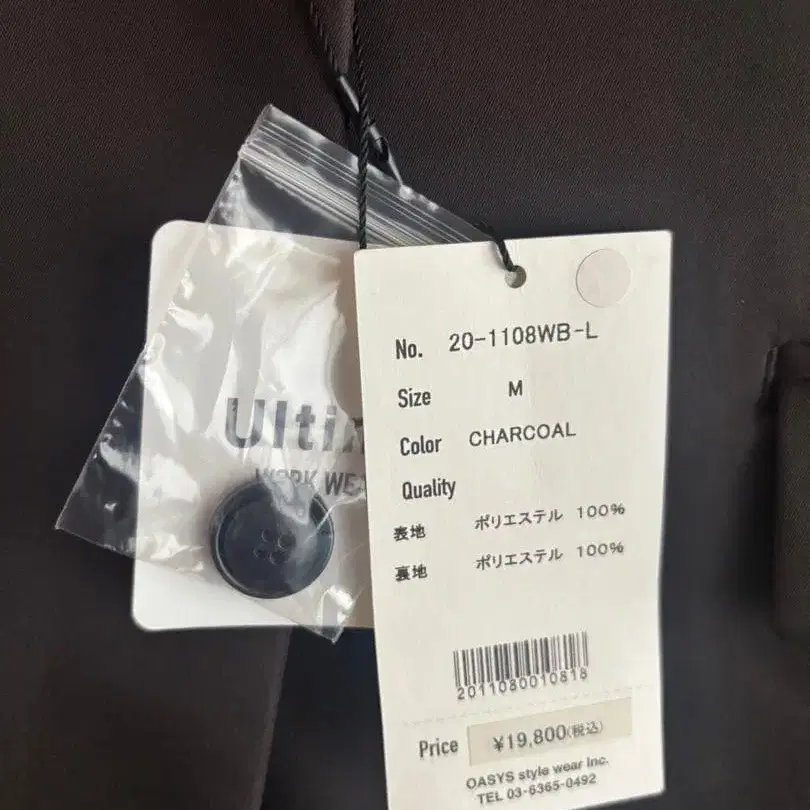 No. 20-1108WB-L
Size M
Color CHARCOAL
Quality
表地 ポリエステル 100%
裏地 ポリエステル 100%
2011080010818
Price ¥19,800(税込)
OASYS style wear Inc.
TEL 03-6365-0492
WORK